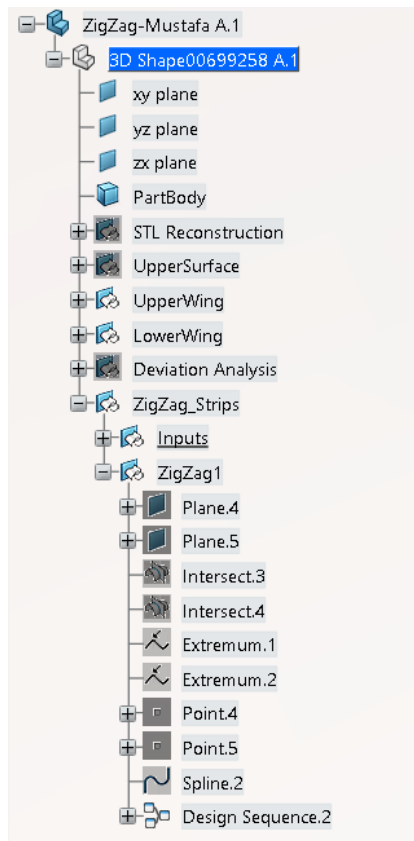 ZigZag-Mustafa A.1
3D Shape00699258 A.1
xy plane
yz plane
zx plane
PartBody
STL Reconstruction
UpperSurface
UpperWing
LowerWing
Deviation Analysis
ZigZag_Strips
Inputs
ZigZag1
Plane.4
Plane.5
Intersect.3
Intersect.4
Extremum.1
Extremum.2
Point.4
Point.5
Spline.2
Design Sequence.2